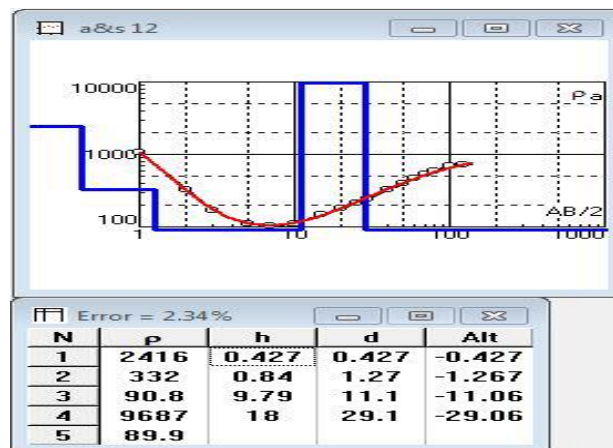 a&s 12
10000
Pa
1000
100
AB/2
1 10 100 1000
Error = 2.34%
N ρ h d Alt
1 2416 0.427 0.427 -0.427
2 332 0.84 1.27 -1.267
3 90.8 9.79 11.1 -11.06
4 9687 18 29.1 -29.06
5 89.9